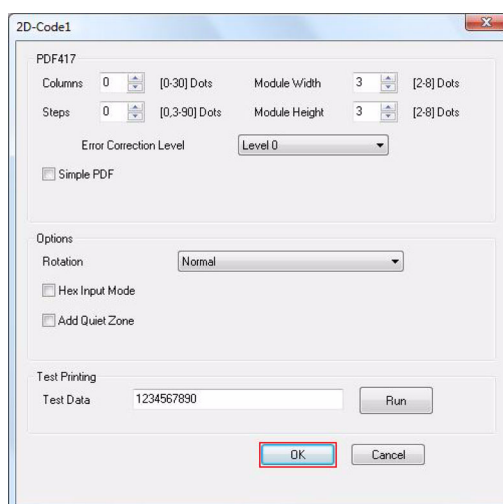 2D-Code1
PDF417
Columns 0 [0-30] Dots Module Width 3 [2-8] Dots
Steps 0 [0,3-90] Dots Module Height 3 [2-8] Dots
Error Correction Level Level 0
Simple PDF
Options
Rotation Normal
Hex Input Mode
Add Quiet Zone
Test Printing
Test Data 1234567890 Run
OK Cancel